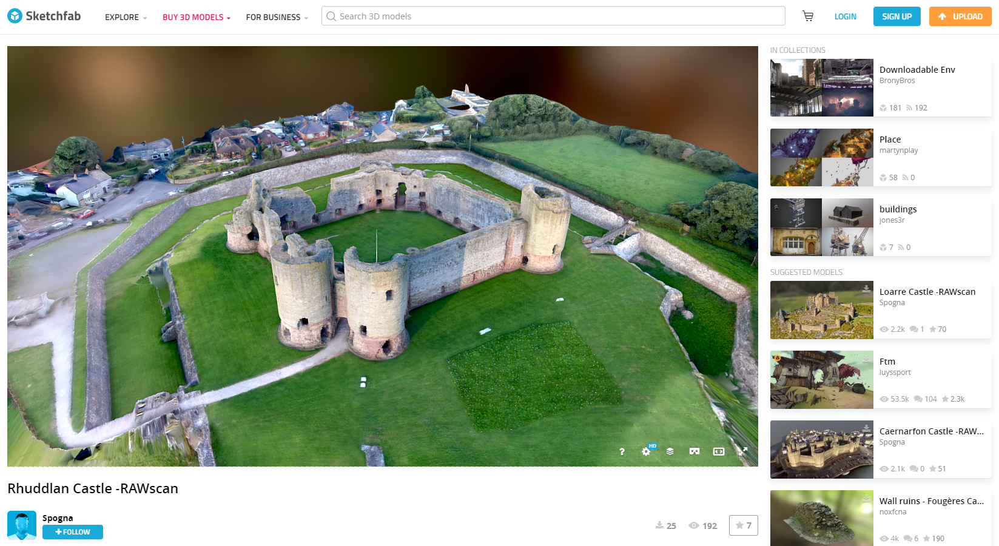 Sketchfab
EXPLORE
BUY 3D MODELS
FOR BUSINESS
Search 3D models
LOGIN
SIGN UP
UPLOAD
IN COLLECTIONS
Downloadable Env
BronyBros
181 192
Place
martynplay
58 0
buildings
jones3r
7 0
SUGGESTED MODELS
Loarre Castle -RAWscan
Spogna
2.2k 1 70
Ftm
luyssport
53.5k 104 2.3k
Caernarfon Castle -RAW...
Spogna
2.1k 0 51
Wall ruins - Fougères Ca...
noxfcna
4k 6 190
?
HD
Rhuddlan Castle -RAWscan
Spogna
+ FOLLOW
25 192 7